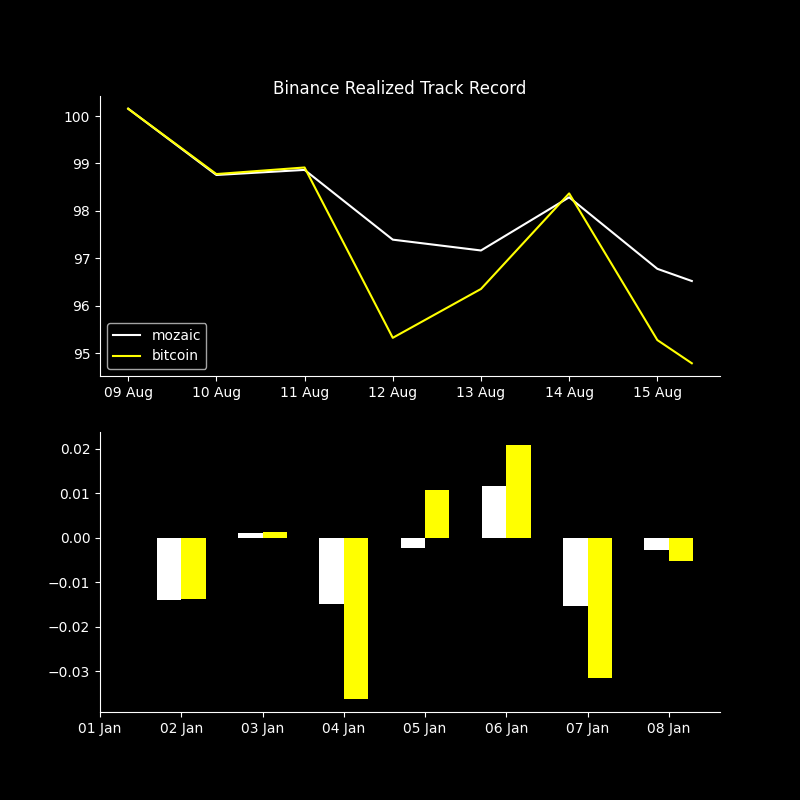 Binance Realized Track Record
100
99
98
97
96
95
mozaic
bitcoin
09 Aug 10 Aug 11 Aug 12 Aug 13 Aug 14 Aug 15 Aug
0.02
0.01
0.00
−0.01
−0.02
−0.03
01 Jan 02 Jan 03 Jan 04 Jan 05 Jan 06 Jan 07 Jan 08 Jan